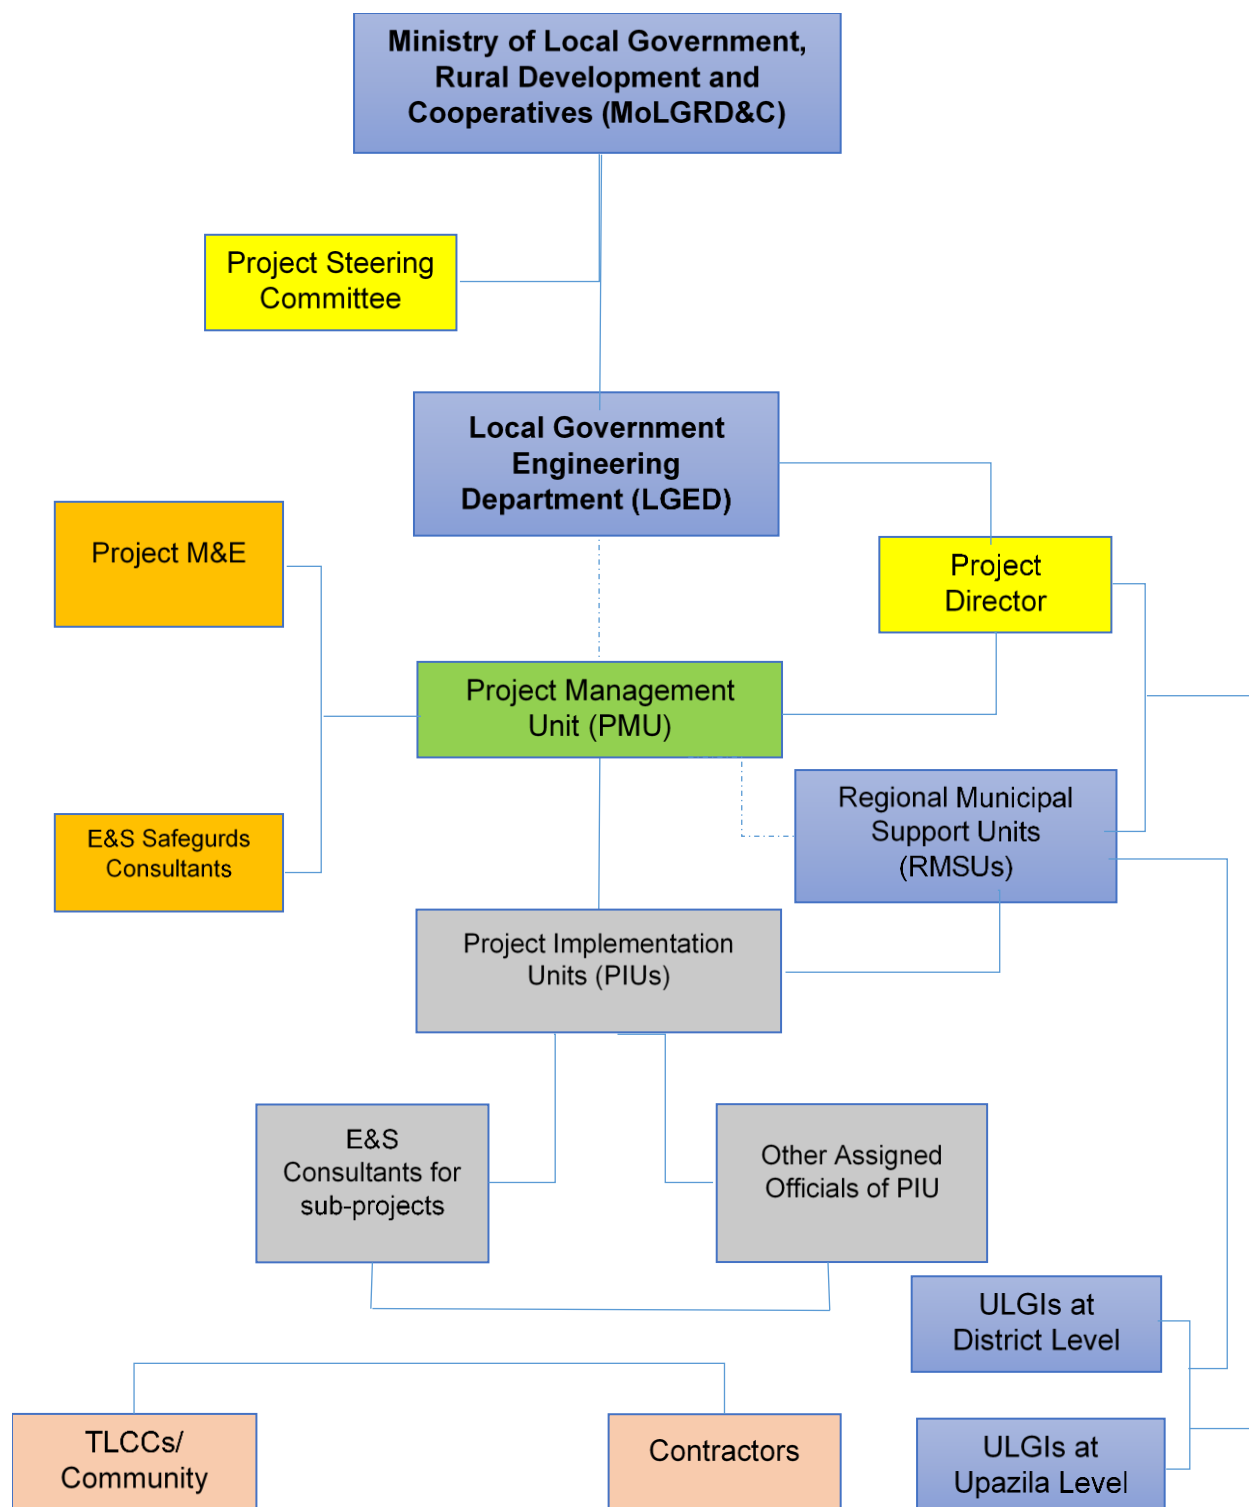 Ministry of Local Government,
Rural Development and
Cooperatives (MoLGRD&C)
Project Steering
Committee
Local Government
Engineering
Department (LGED)
Project M&E
Project
Director
Project Management
Unit (PMU)
Regional Municipal
Support Units
(RMSUs)
E&S Safegurds
Consultants
Project Implementation
Units (PIUs)
E&S
Consultants for
sub-projects
Other Assigned
Officials of PIU
ULGIs at
District Level
TLCCs/
Community
Contractors
ULGIs at
Upazila Level